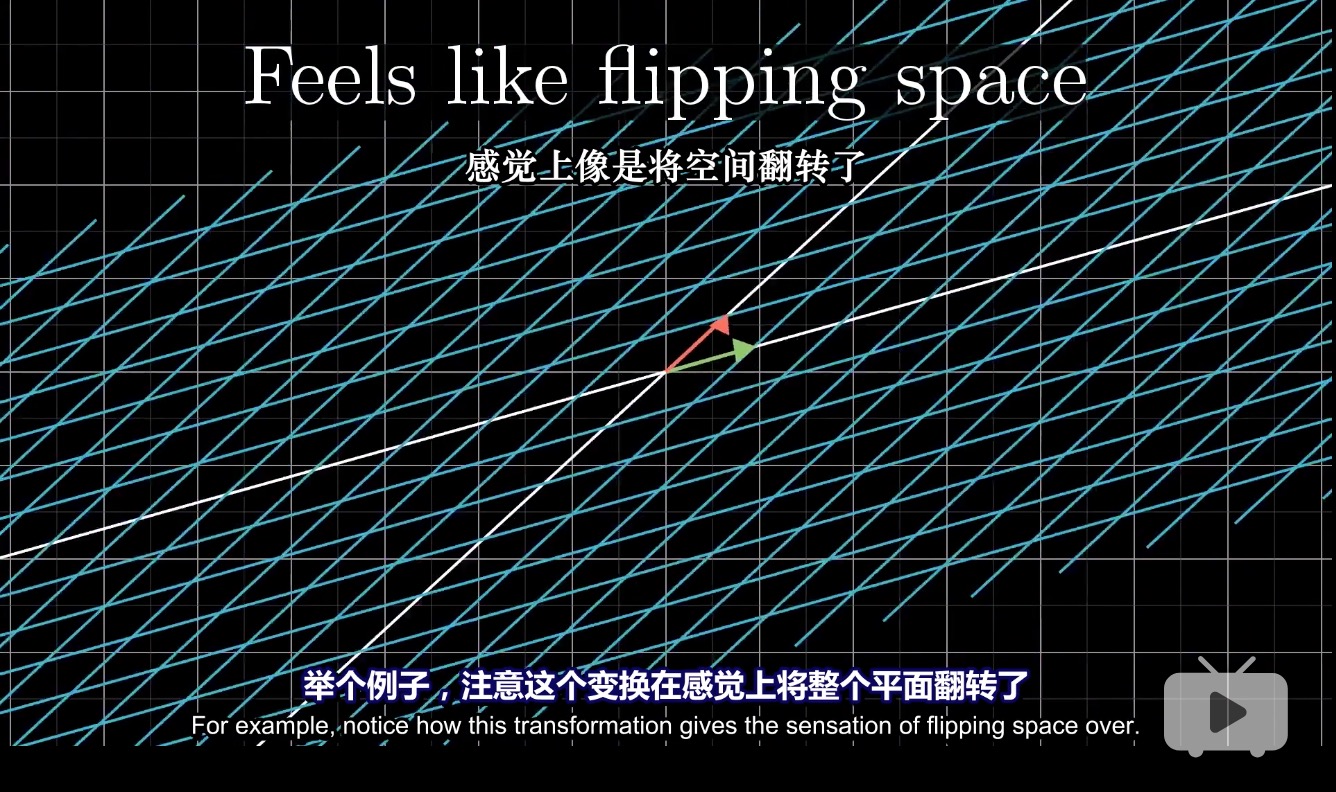 Feels like flipping space
感觉上像是将空间翻转了
举个例子，注意这个变换在感觉上将整个平面翻转了
For example, notice how this transformation gives the sensation of flipping space over.